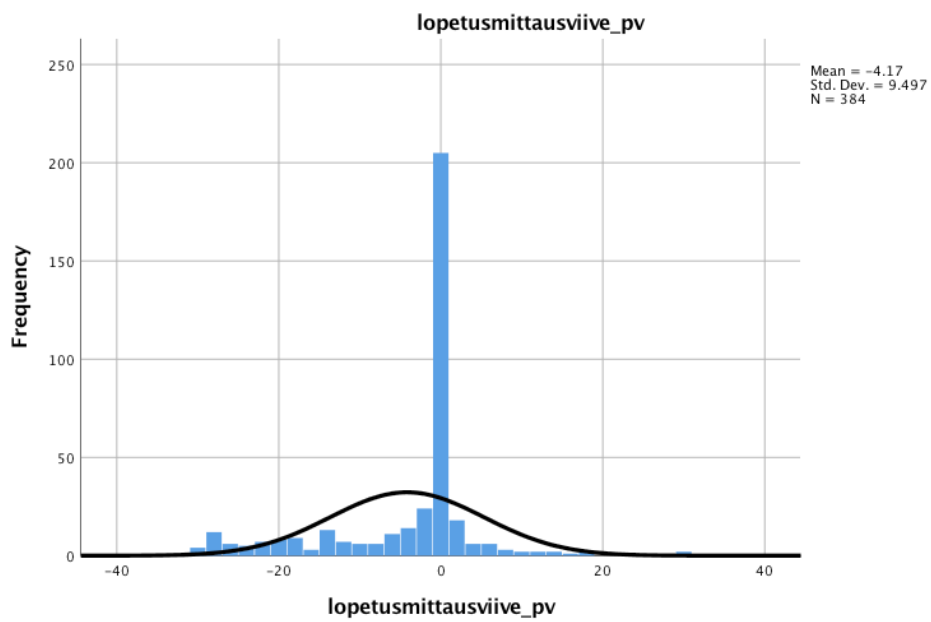 lopetusmittausviive_pv
Mean = -4.17
Std. Dev. = 9.497
N = 384
250
200
150
100
50
0
Frequency
-40
-20
0
20
40
lopetusmittausviive_pv